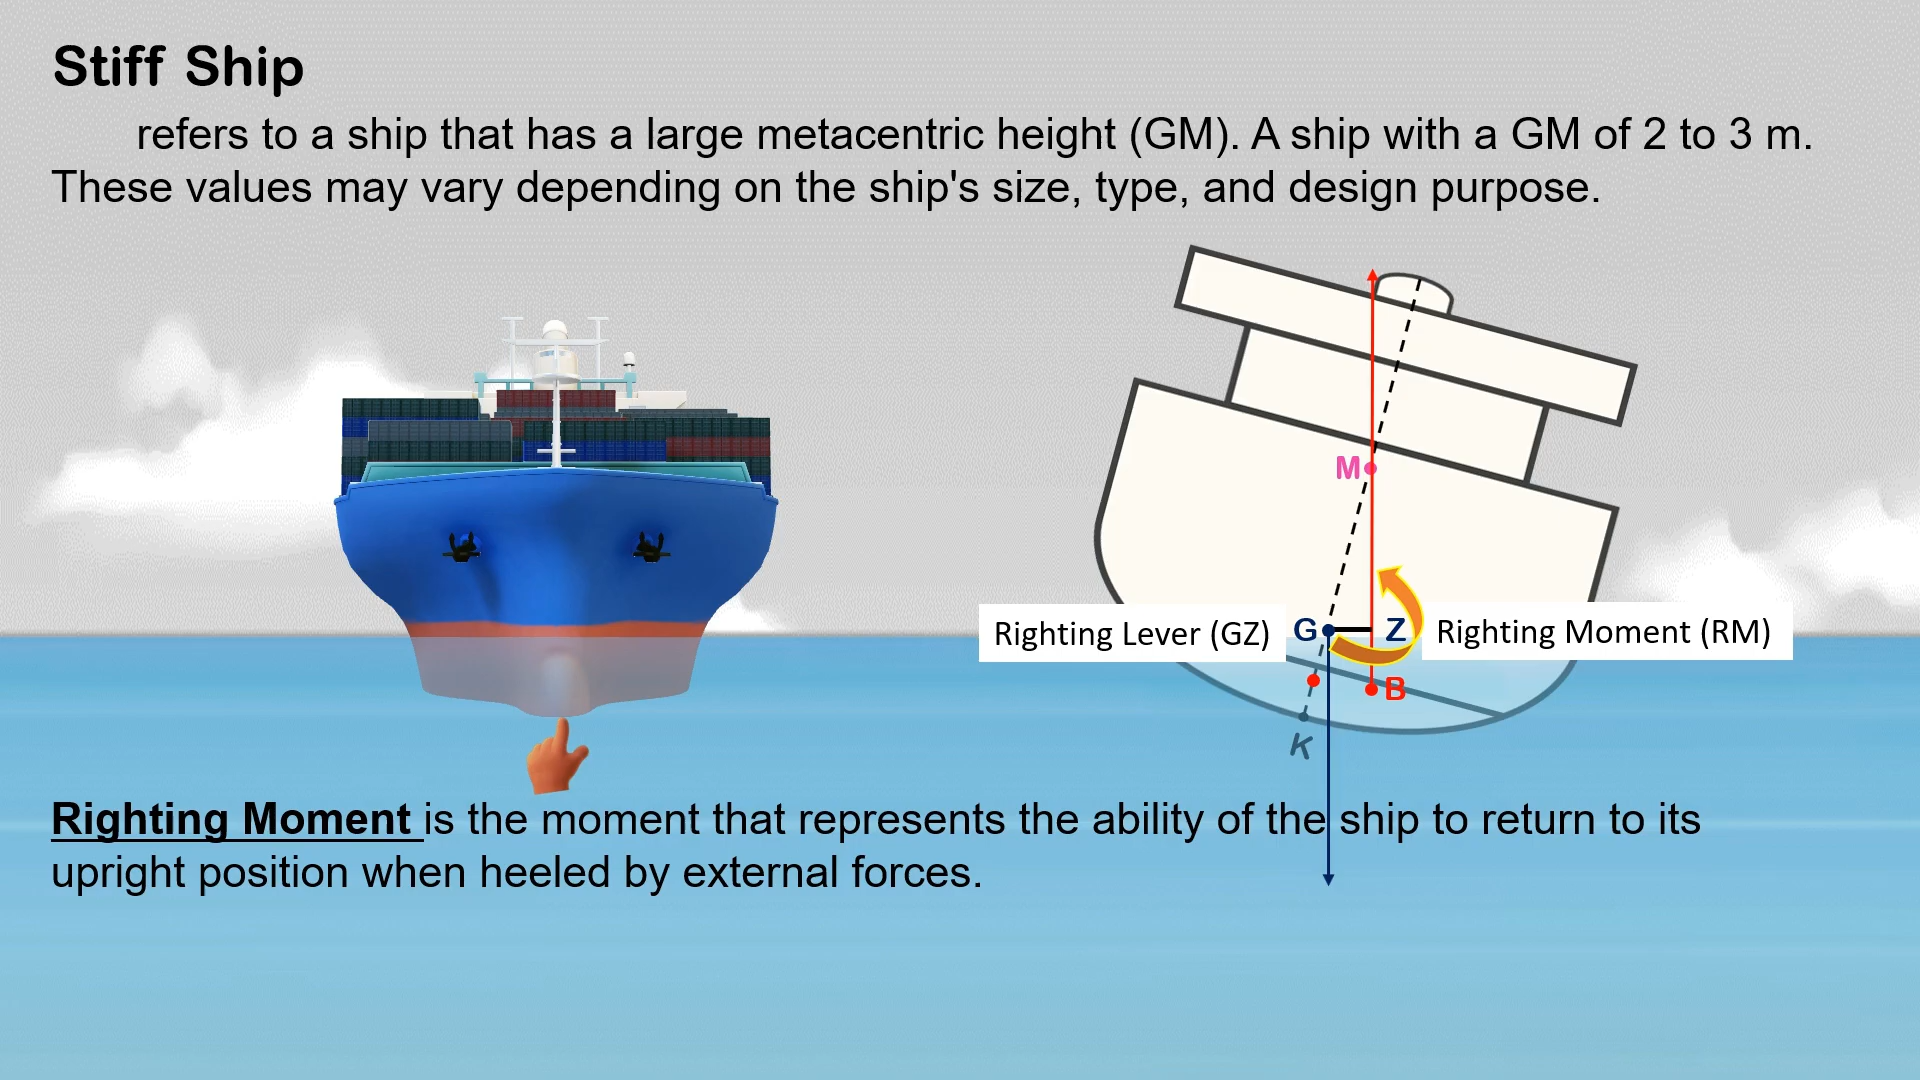 Stiff Ship
refers to a ship that has a large metacentric height (GM). A ship with a GM of 2 to 3 m.
These values may vary depending on the ship's size, type, and design purpose.
M
Righting Lever (GZ)
G
Z
Righting Moment (RM)
B
K
Righting Moment is the moment that represents the ability of the ship to return to its
upright position when heeled by external forces.